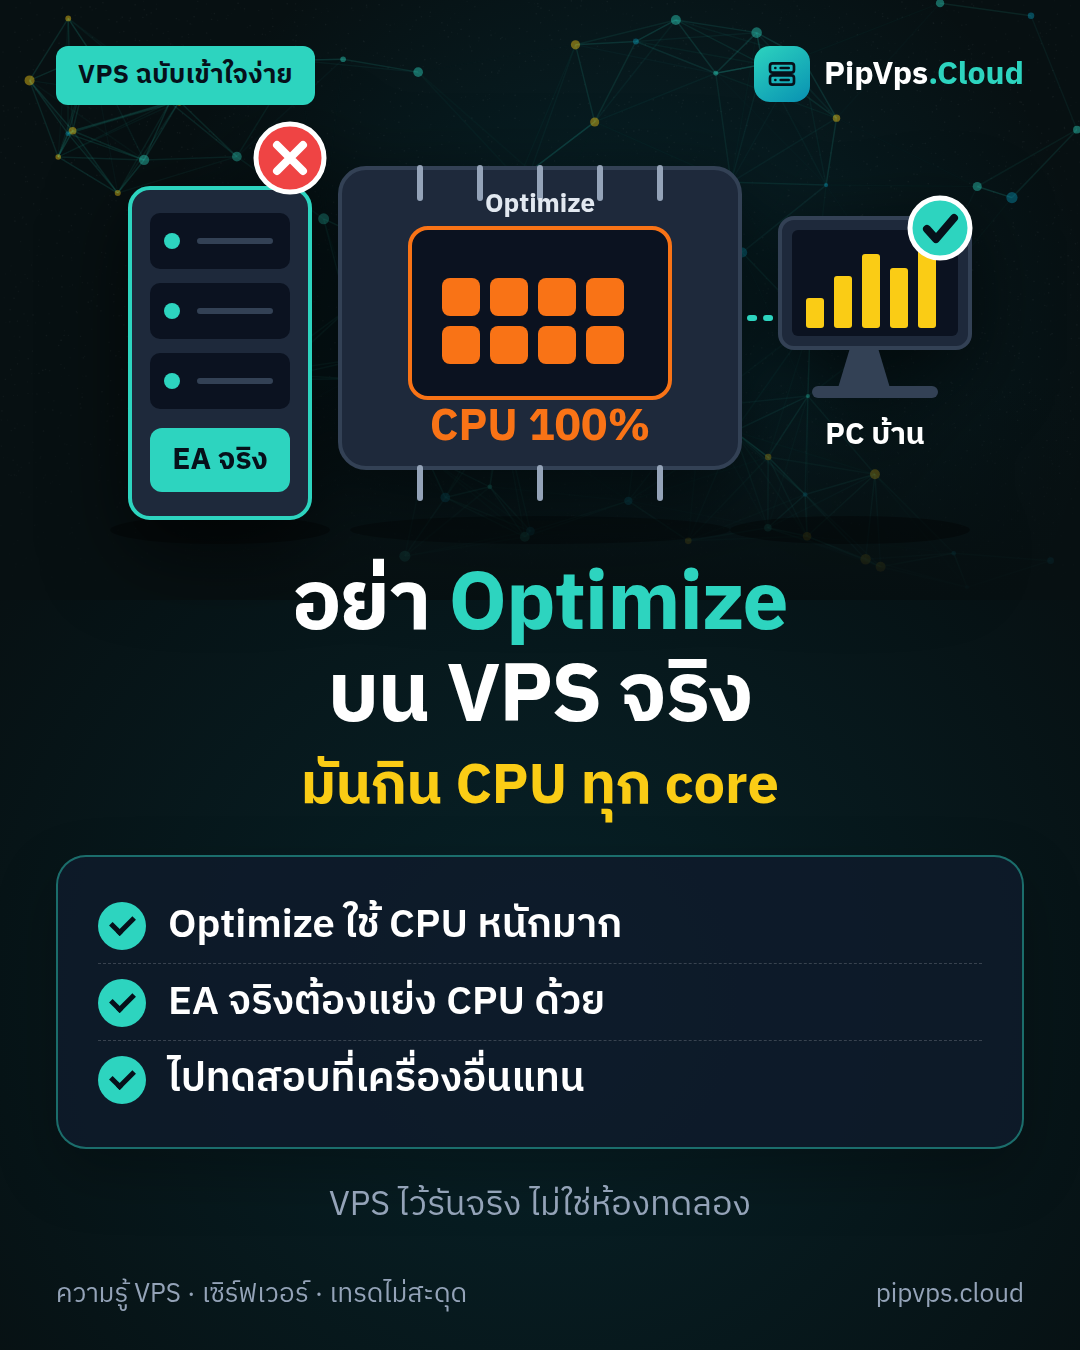 VPS ฉบับเข้าใจง่าย
PipVps.Cloud
Optimize
CPU 100%
EA จริง
PC บ้าน
อย่า Optimize
บน VPS จริง
มันกิน CPU ทุก core
Optimize ใช้ CPU หนักมาก
EA จริงต้องแย่ง CPU ด้วย
ไปทดสอบที่เครื่องอื่นแทน
VPS ไว้รันจริง ไม่ใช่ห้องทดลอง
ความรู้ VPS · เซิร์ฟเวอร์ · เทรดไม่สะดุด
pipvps.cloud